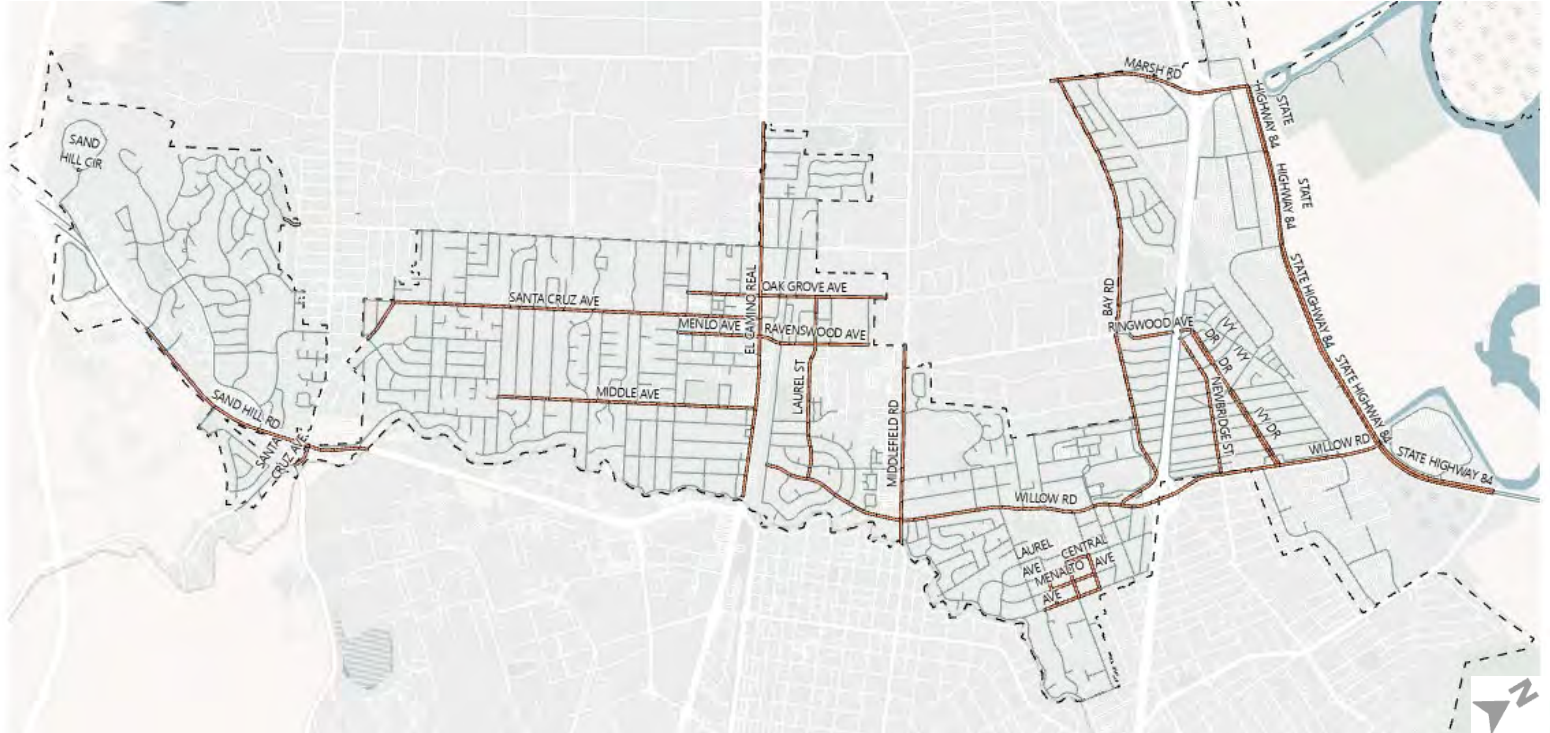 MARSH RD
STATE
HIGHWAY 84
STATE
HIGHWAY 84
SAND
HILL CIR
STATE HIGHWAY 84
EL CAMINO REAL
OAK GROVE AVE
SANTA CRUZ AVE
BAY RD
MENLO AVE
RAVENSWOOD AVE
RINGWOOD AVE
IVY
DR
IVY
DR
STATE HIGHWAY 84
LAUREL ST
MIDDLE AVE
NEWBRIDGE ST
IVY DR
SAND HILL RD
MIDDLEFIELD RD
SANTA
CRUZ AVE
WILLOW RD
STATE HIGHWAY 84
WILLOW RD
LAUREL
AVE
CENTRAL
AVE
MENALTO
AVE
N